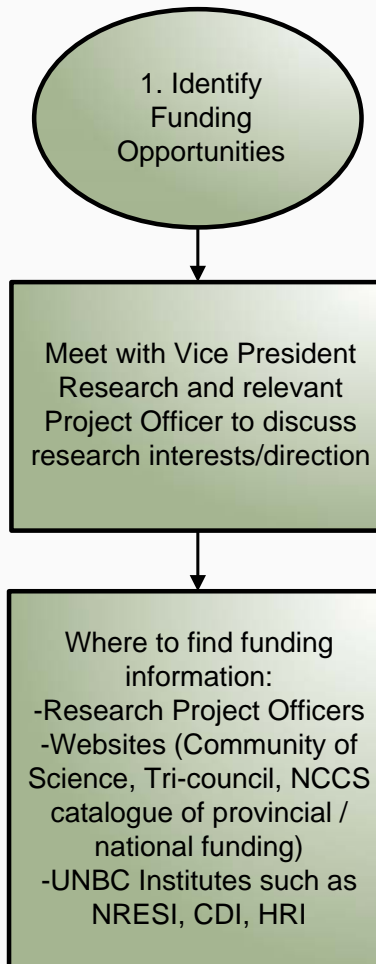 1. Identify
Funding
Opportunities
Meet with Vice President
Research and relevant
Project Officer to discuss
research interests/direction
Where to find funding
information:
-Research Project Officers
-Websites (Community of
Science, Tri-council, NCCS
catalogue of provincial /
national funding)
-UNBC Institutes such as
NRESI, CDI, HRI